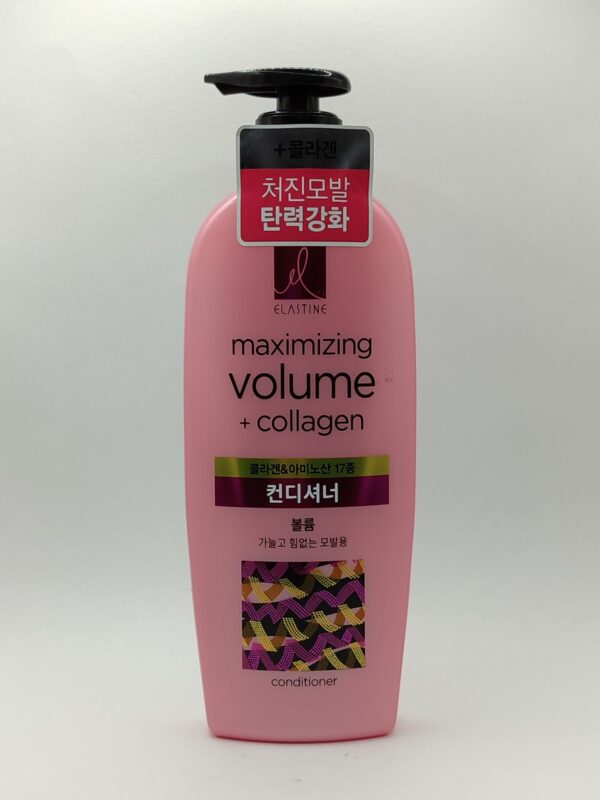 +콜라겐
처진모발
탄력강화
el
ELASTINE
maximizing
volume
+ collagen
콜라겐&아미노산 17종
컨디셔너
볼륨
가늘고 힘없는 모발용
conditioner